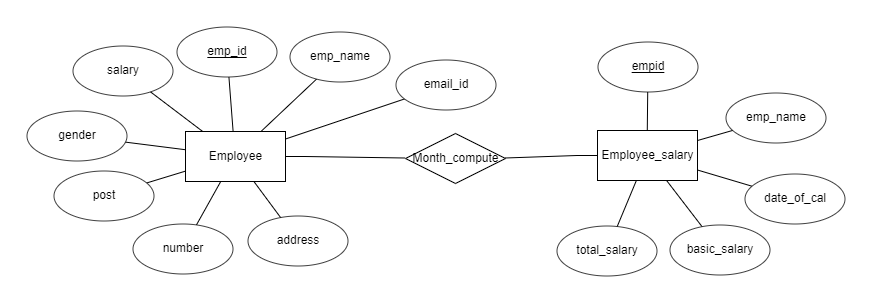 emp_id
emp_name
salary
email_id
empid
emp_name
gender
Employee
Month_compute
Employee_salary
post
date_of_cal
number
address
total_salary
basic_salary